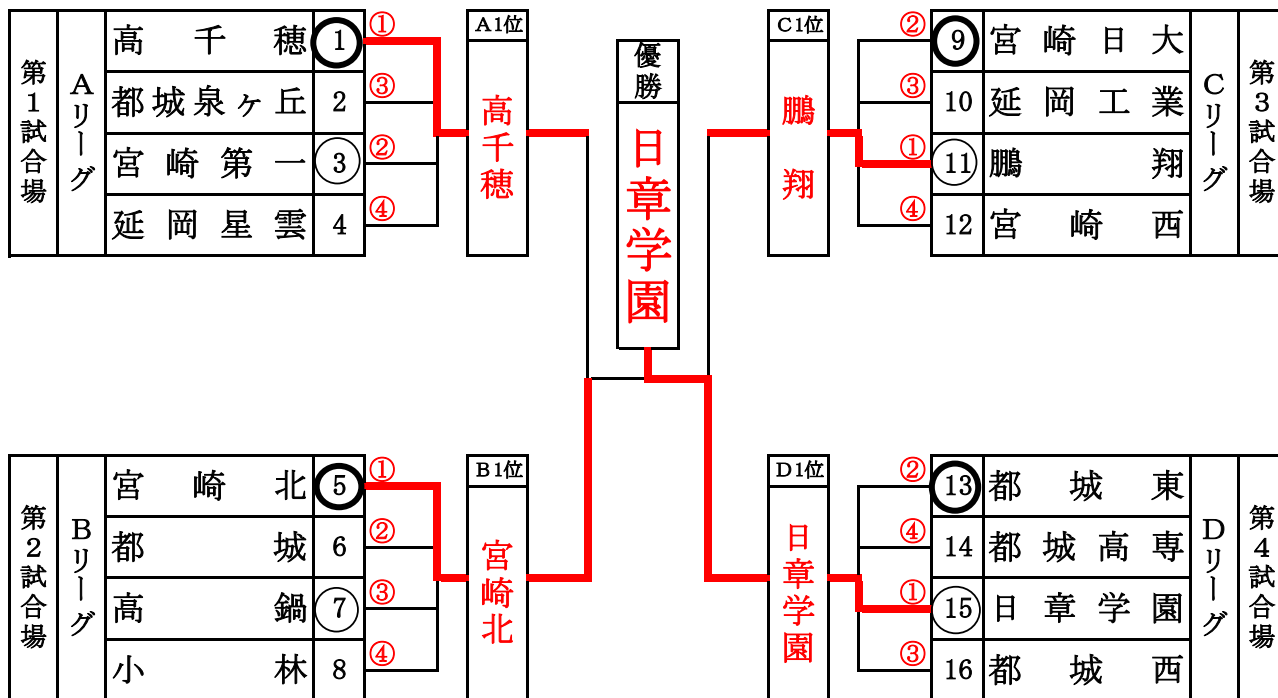 第1試合場
Aリーグ
高千穂 1 ①
都城泉ヶ丘 2 ③
宮崎第一 3 ②
延岡星雲 4 ④
A1位
高千穂
優勝
日章学園
C1位
鵬翔
② 9 宮崎日大
③ 10 延岡工業
① 11 鵬翔
④ 12 宮崎西
Cリーグ
第3試合場
第2試合場
Bリーグ
宮崎北 5 ①
都城 6 ②
高鍋 7 ③
小林 8 ④
B1位
宮崎北
D1位
日章学園
② 13 都城東
④ 14 都城高専
① 15 日章学園
③ 16 都城西
Dリーグ
第4試合場